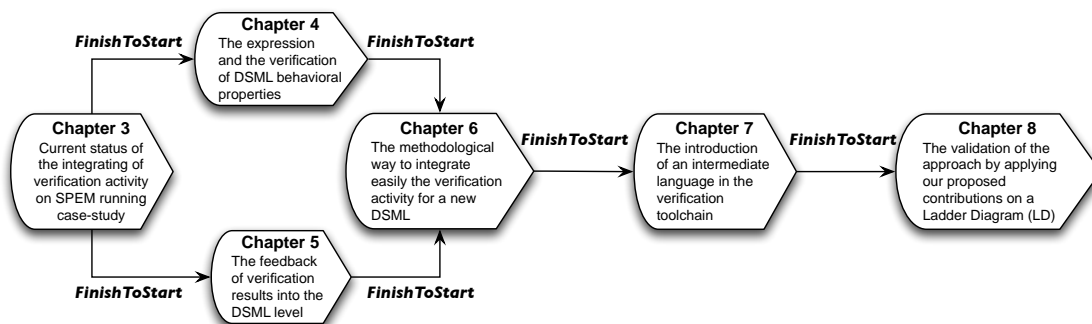 Chapter 4
The expression
and the verification
of DSML behavioral
properties
FinishToStart
FinishToStart
Chapter 3
Current status of
the integrating of
verification activity
on SPEM running
case-study
Chapter 6
The methodological
way to integrate
easily the verification
activity for a new
DSML
FinishToStart
Chapter 7
The introduction
of an intermediate
language in the
verification
toolchain
FinishToStart
Chapter 8
The validation of the
approach by applying
our proposed
contributions on a
Ladder Diagram (LD)
Chapter 5
The feedback
of verification
results into the
DSML level
FinishToStart
FinishToStart